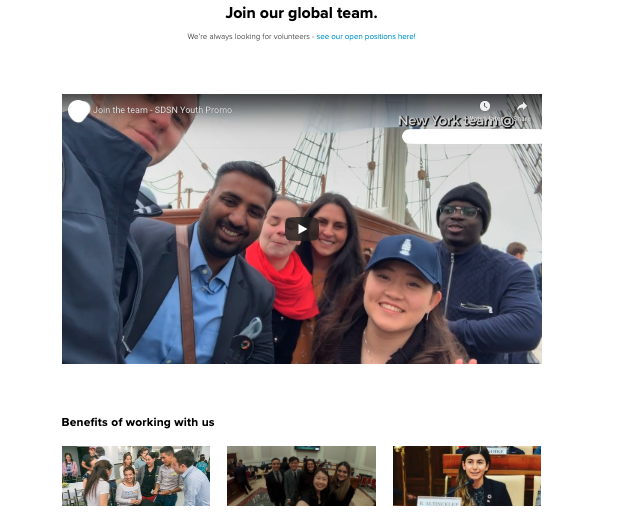 Join our global team.
We're always looking for volunteers - see our open positions here!
Join the team - SDSN Youth Promo
New York team@
Benefits of working with us